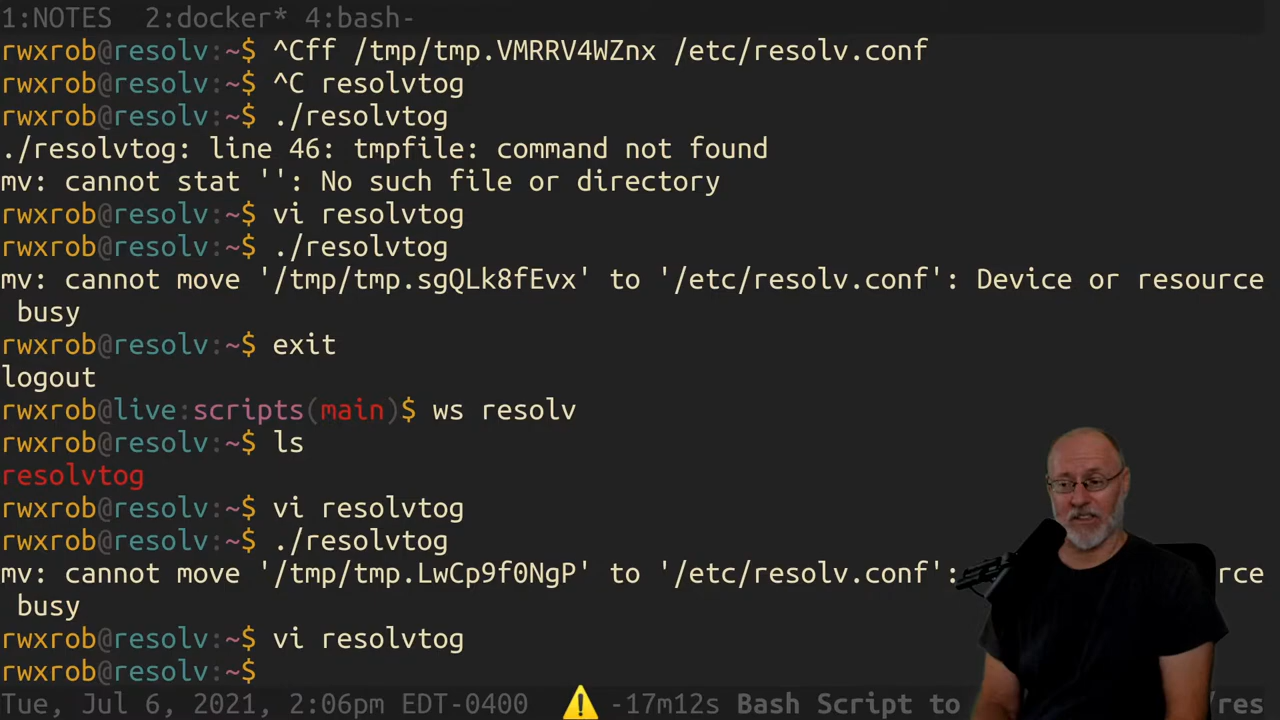 1:NOTES  2:docker* 4:bash-
rwxrob@resolv:~$ ^Cff /tmp/tmp.VMRRV4WZnx /etc/resolv.conf
rwxrob@resolv:~$ ^C resolvtog
rwxrob@resolv:~$ ./resolvtog
./resolvtog: line 46: tmpfile: command not found
mv: cannot stat '': No such file or directory
rwxrob@resolv:~$ vi resolvtog
rwxrob@resolv:~$ ./resolvtog
mv: cannot move '/tmp/tmp.sgQLk8fEvx' to '/etc/resolv.conf': Device or resource
 busy
rwxrob@resolv:~$ exit
logout
rwxrob@live:scripts(main)$ ws resolv
rwxrob@resolv:~$ ls
resolvtog
rwxrob@resolv:~$ vi resolvtog
rwxrob@resolv:~$ ./resolvtog
mv: cannot move '/tmp/tmp.LwCp9f0NgP' to '/etc/resolv.conf':
 busy
rwxrob@resolv:~$ vi resolvtog
rwxrob@resolv:~$
Tue, Jul 6, 2021, 2:06pm EDT-0400 ⚠️ -17m12s Bash Script to /res